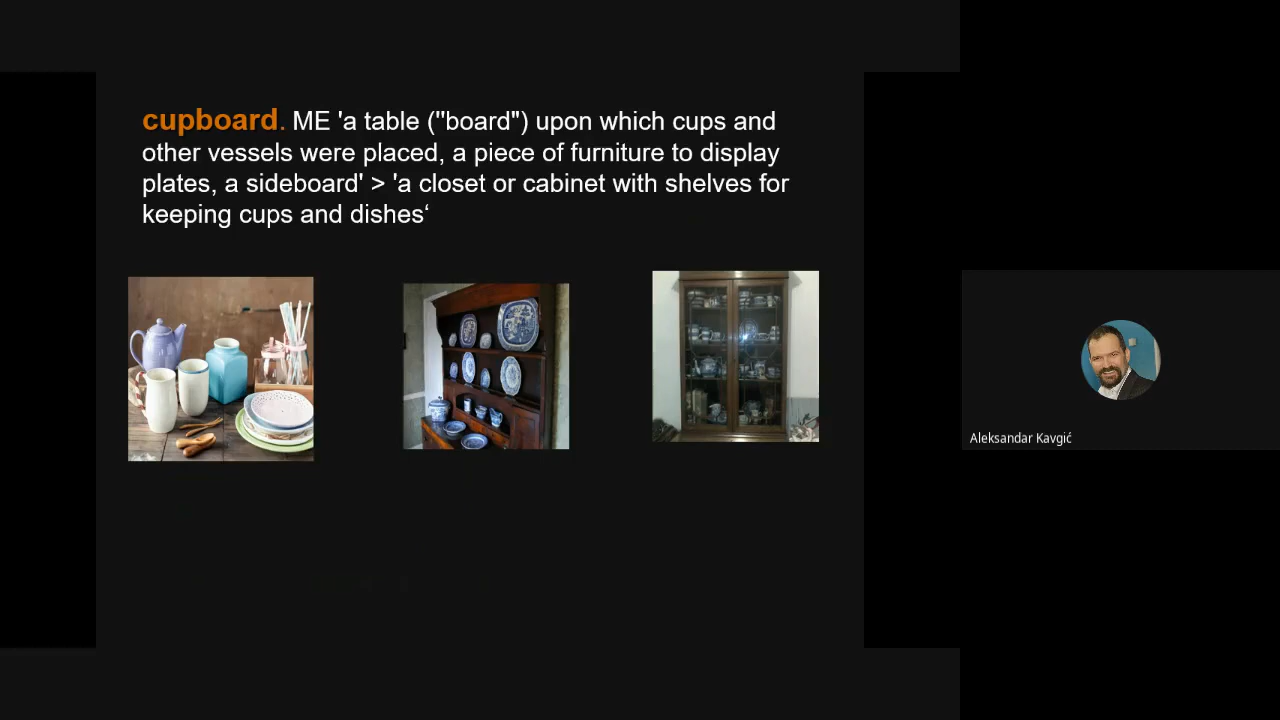 cupboard. ME 'a table ("board") upon which cups and
other vessels were placed, a piece of furniture to display
plates, a sideboard' > 'a closet or cabinet with shelves for
keeping cups and dishes‘
Aleksandar Kavgić